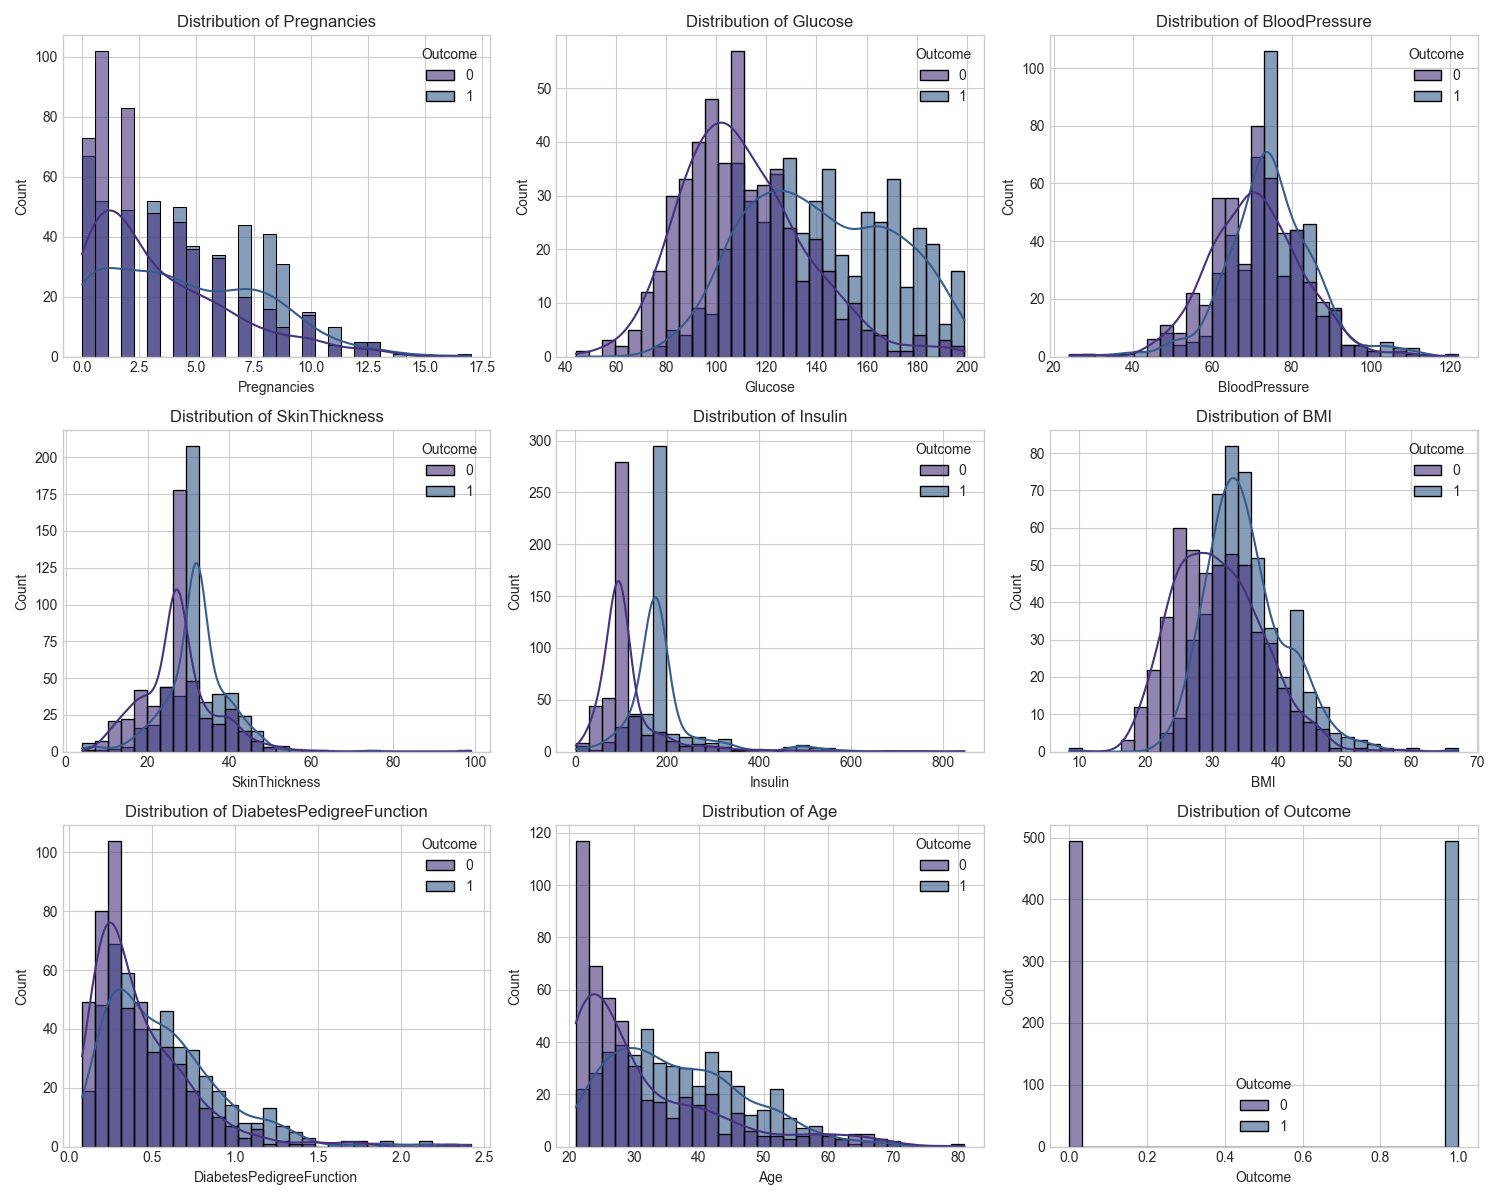 Distribution of Pregnancies
Count
100
80
60
40
20
0
Outcome
0
1
0.0 2.5 5.0 7.5 10.0 12.5 15.0 17.5
Pregnancies
Distribution of Glucose
Count
50
40
30
20
10
0
Outcome
0
1
40 60 80 100 120 140 160 180 200
Glucose
Distribution of BloodPressure
Count
100
80
60
40
20
0
Outcome
0
1
20 40 60 80 100 120
BloodPressure
Distribution of SkinThickness
Count
200
175
150
125
100
75
50
25
0
Outcome
0
1
0 20 40 60 80 100
SkinThickness
Distribution of Insulin
Count
300
250
200
150
100
50
0
Outcome
0
1
0 200 400 600 800
Insulin
Distribution of BMI
Count
80
70
60
50
40
30
20
10
0
Outcome
0
1
10 20 30 40 50 60 70
BMI
Distribution of DiabetesPedigreeFunction
Count
100
80
60
40
20
0
Outcome
0
1
0.0 0.5 1.0 1.5 2.0 2.5
DiabetesPedigreeFunction
Distribution of Age
Count
120
100
80
60
40
20
0
Outcome
0
1
20 30 40 50 60 70 80
Age
Distribution of Outcome
Count
500
400
300
200
100
0
Outcome
0
1
0.0 0.2 0.4 0.6 0.8 1.0
Outcome